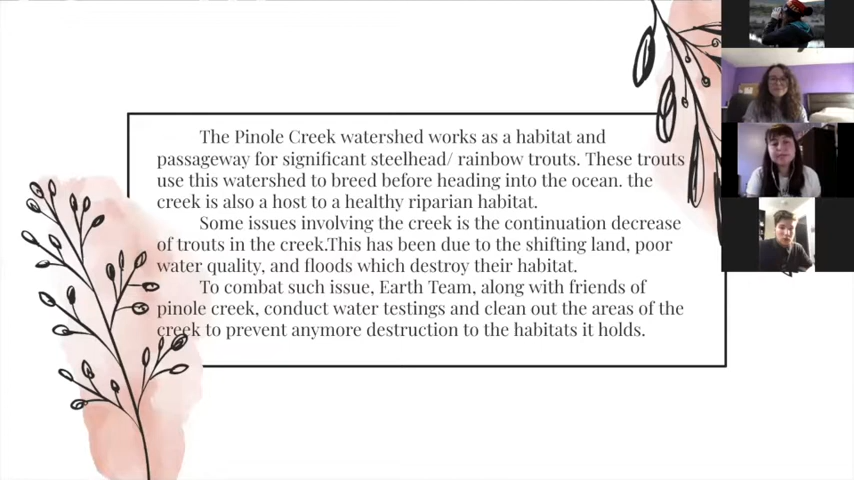 The Pinole Creek watershed works as a habitat and
passageway for significant steelhead/ rainbow trouts. These trouts
use this watershed to breed before heading into the ocean. the
creek is also a host to a healthy riparian habitat.
Some issues involving the creek is the continuation decrease
of trouts in the creek.This has been due to the shifting land, poor
water quality, and floods which destroy their habitat.
To combat such issue, Earth Team, along with friends of
pinole creek, conduct water testings and clean out the areas of the
creek to prevent anymore destruction to the habitats it holds.